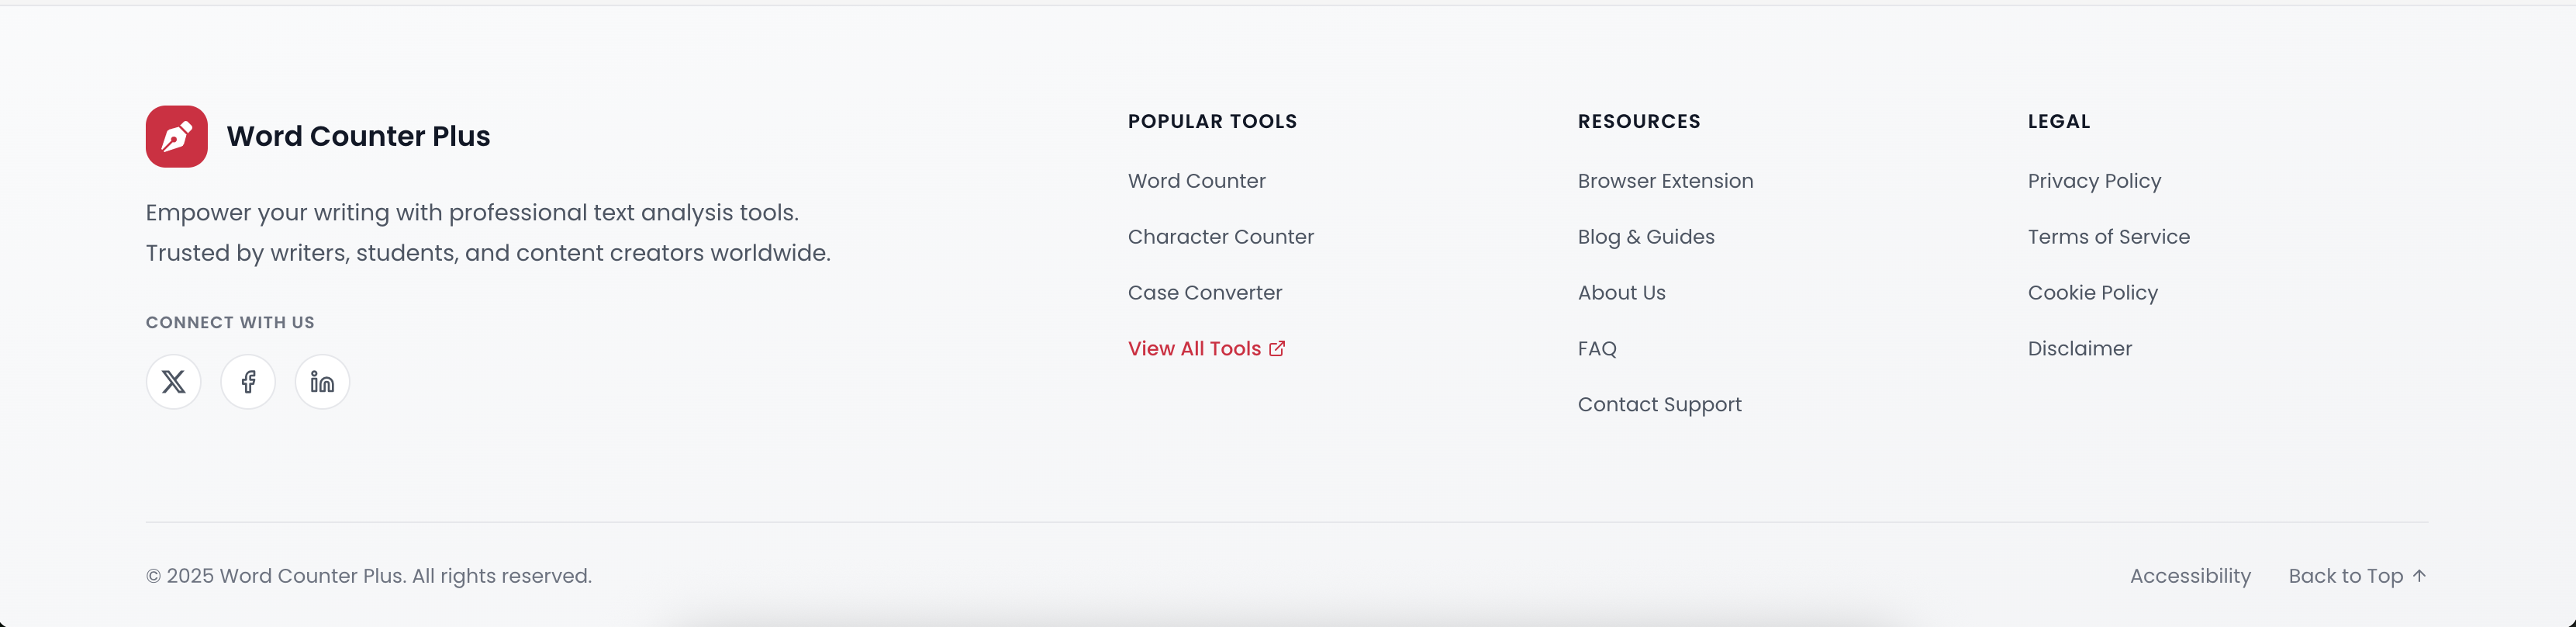 Word Counter Plus
Empower your writing with professional text analysis tools.
Trusted by writers, students, and content creators worldwide.
CONNECT WITH US
POPULAR TOOLS
Word Counter
Character Counter
Case Converter
View All Tools
RESOURCES
Browser Extension
Blog & Guides
About Us
FAQ
Contact Support
LEGAL
Privacy Policy
Terms of Service
Cookie Policy
Disclaimer
© 2025 Word Counter Plus. All rights reserved.
Accessibility
Back to Top ↑